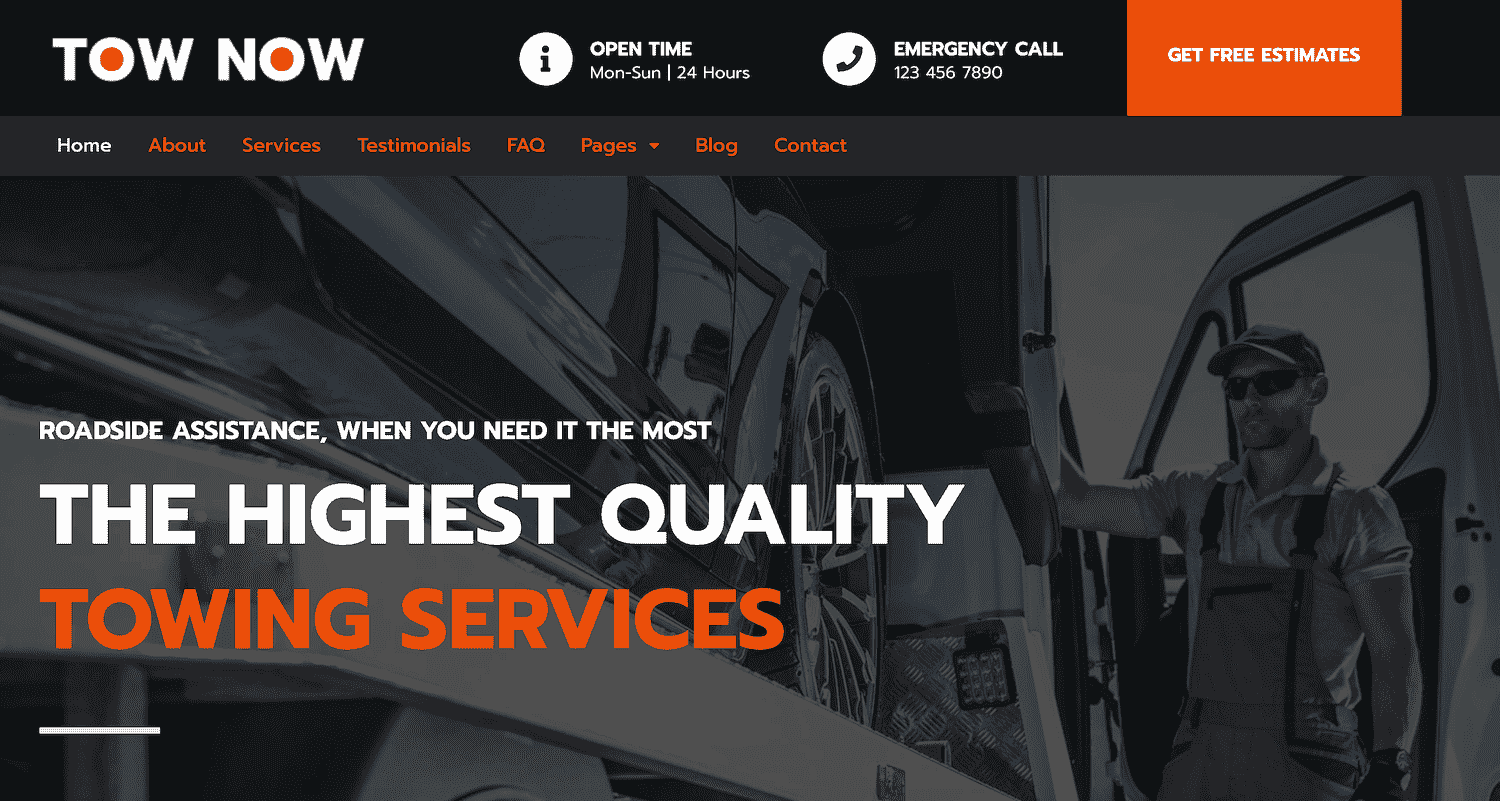 TOW NOW
OPEN TIME
Mon-Sun | 24 Hours
EMERGENCY CALL
123 456 7890
GET FREE ESTIMATES
Home About Services Testimonials FAQ Pages Blog Contact
ROADSIDE ASSISTANCE, WHEN YOU NEED IT THE MOST
THE HIGHEST QUALITY
TOWING SERVICES